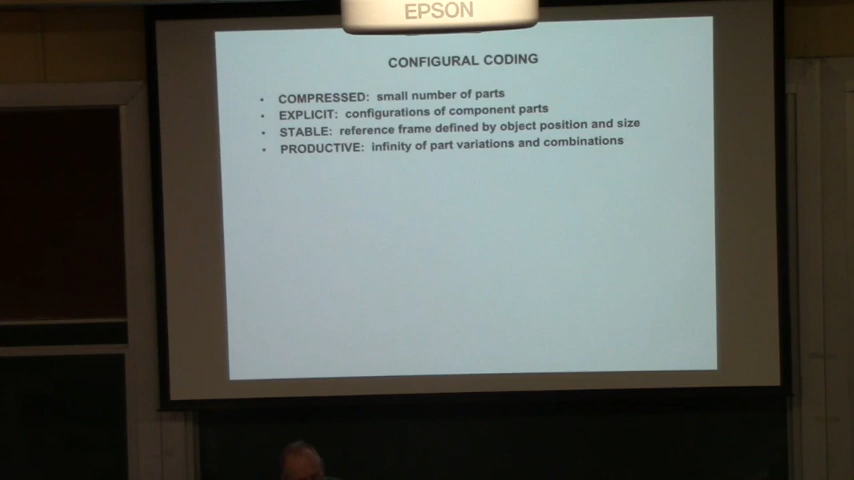 EPSON
CONFIGURAL CODING
• COMPRESSED: small number of parts
• EXPLICIT: configurations of component parts
• STABLE: reference frame defined by object position and size
• PRODUCTIVE: infinity of part variations and combinations